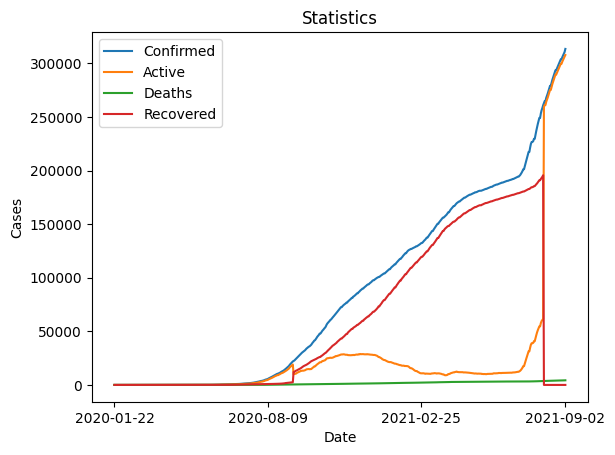 Statistics
Confirmed
Active
Deaths
Recovered
300000
250000
200000
150000
100000
50000
0
Cases
2020-01-22
2020-08-09
2021-02-25
2021-09-02
Date